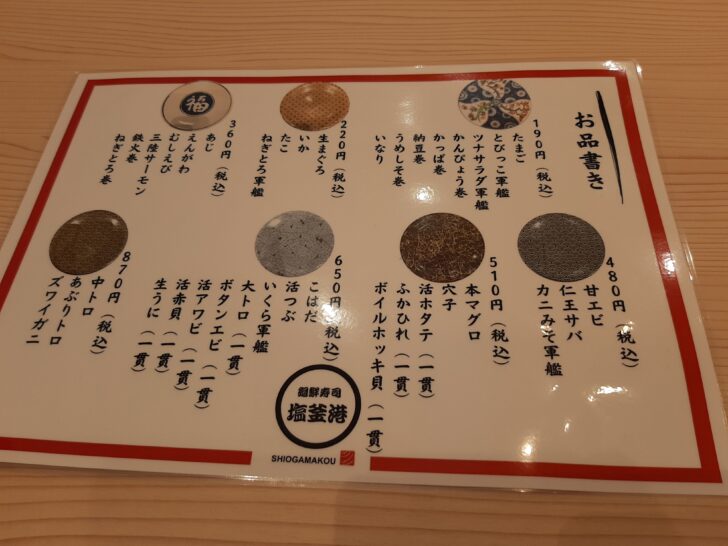 お品書き
190円（税込）
たまご
とびっこ軍艦
ツナサラダ軍艦
かんぴょう巻
かっぱ巻
納豆巻
うめしそ巻
いなり
220円（税込）
生まぐろ
いか
たこ
ねぎとろ軍艦
福
360円（税込）
あじ
えんがわ
むしえび
三陸サーモン
鉄火巻
ねぎとろ巻
480円（税込）
甘エビ
仁王サバ
カニみそ軍艦
510円（税込）
本マグロ
穴子
活ホタテ（一貫）
ふかひれ（一貫）
ボイルホッキ貝（一貫）
650円（税込）
こはだ
活つぶ
いくら軍艦
大トロ（一貫）
ボタンエビ（一貫）
活アワビ（一貫）
活赤貝（一貫）
生うに（一貫）
870円（税込）
中トロ
あぶりトロ
ズワイガニ
廻鮮寿司
塩釜港
SHIOGAMAKOU